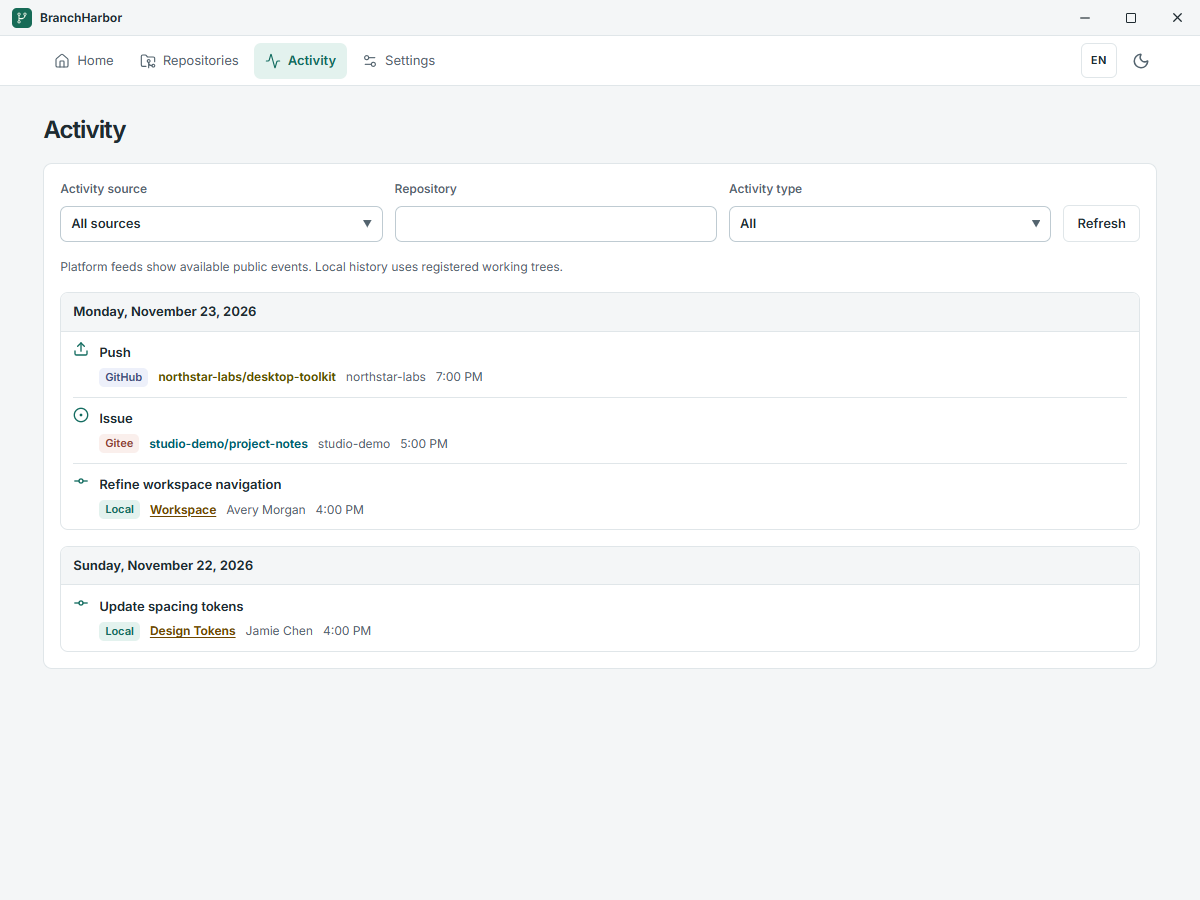 BranchHarbor
Home
Repositories
Activity
Settings
EN
Activity
Activity source
Repository
Activity type
All sources
All
Refresh
Platform feeds show available public events. Local history uses registered working trees.
Monday, November 23, 2026
Push
GitHub northstar-labs/desktop-toolkit northstar-labs 7:00 PM
Issue
Gitee studio-demo/project-notes studio-demo 5:00 PM
Refine workspace navigation
Local Workspace Avery Morgan 4:00 PM
Sunday, November 22, 2026
Update spacing tokens
Local Design Tokens Jamie Chen 4:00 PM